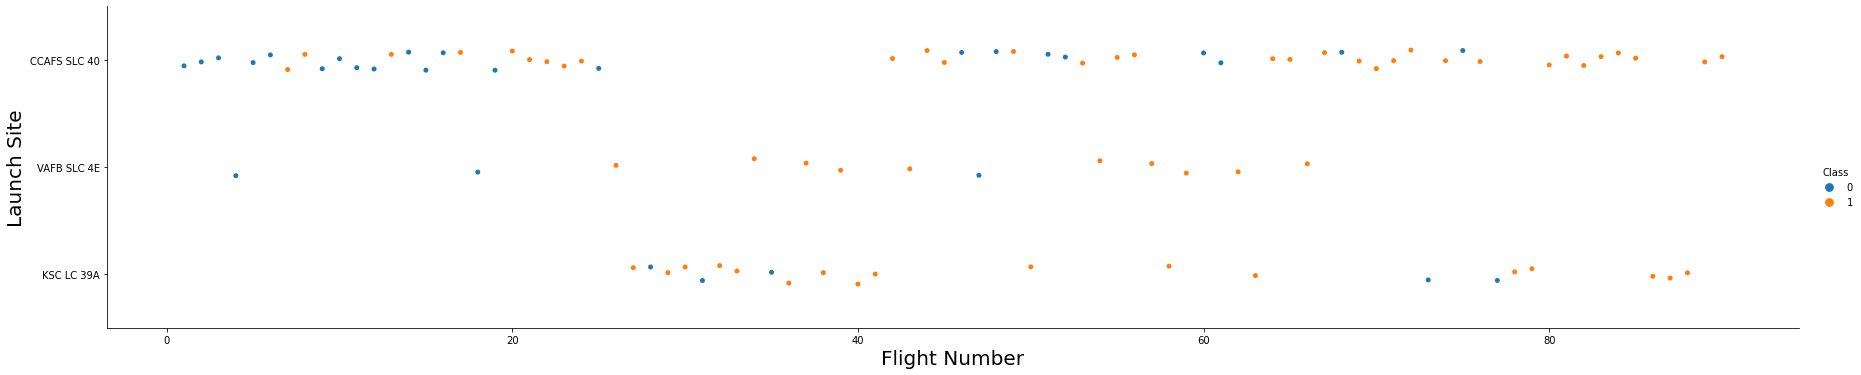 CCAFS SLC 40
VAFB SLC 4E
KSC LC 39A
Launch Site
0 20 40 60 80
Flight Number
Class
0
1